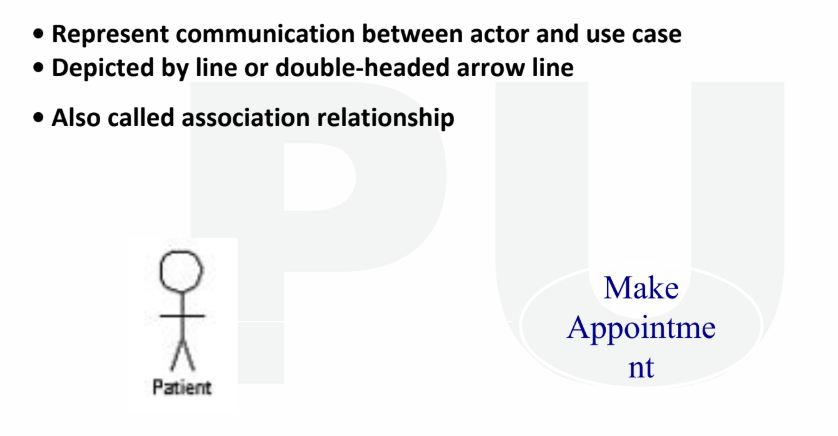 • Represent communication between actor and use case
• Depicted by line or double-headed arrow line
• Also called association relationship
PU
Make
Appointme
nt
Patient